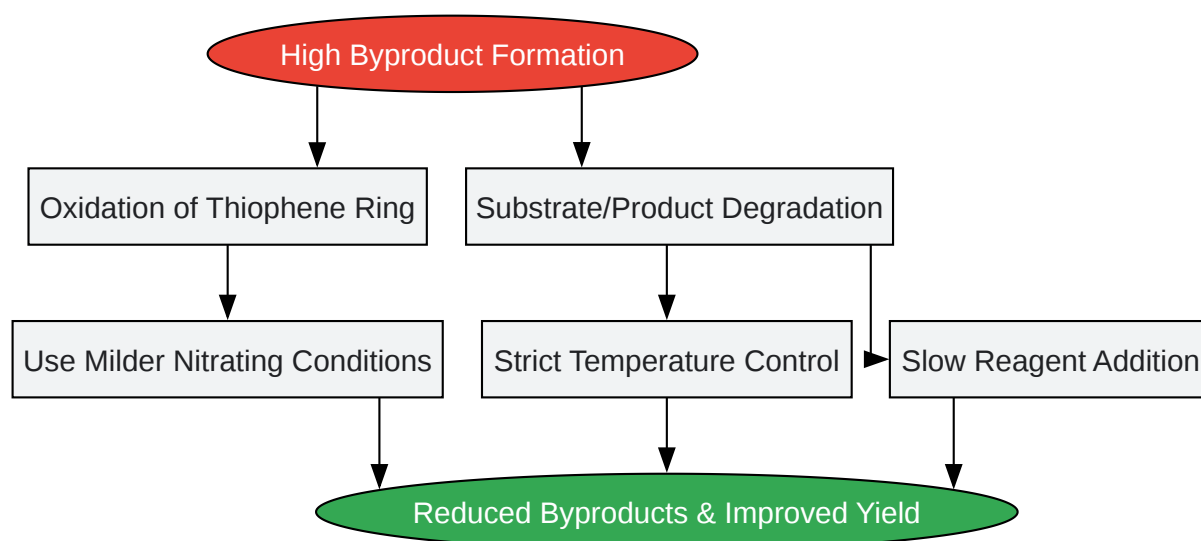 High Byproduct Formation
Oxidation of Thiophene Ring
Substrate/Product Degradation
Use Milder Nitrating Conditions
Strict Temperature Control
Slow Reagent Addition
Reduced Byproducts & Improved Yield